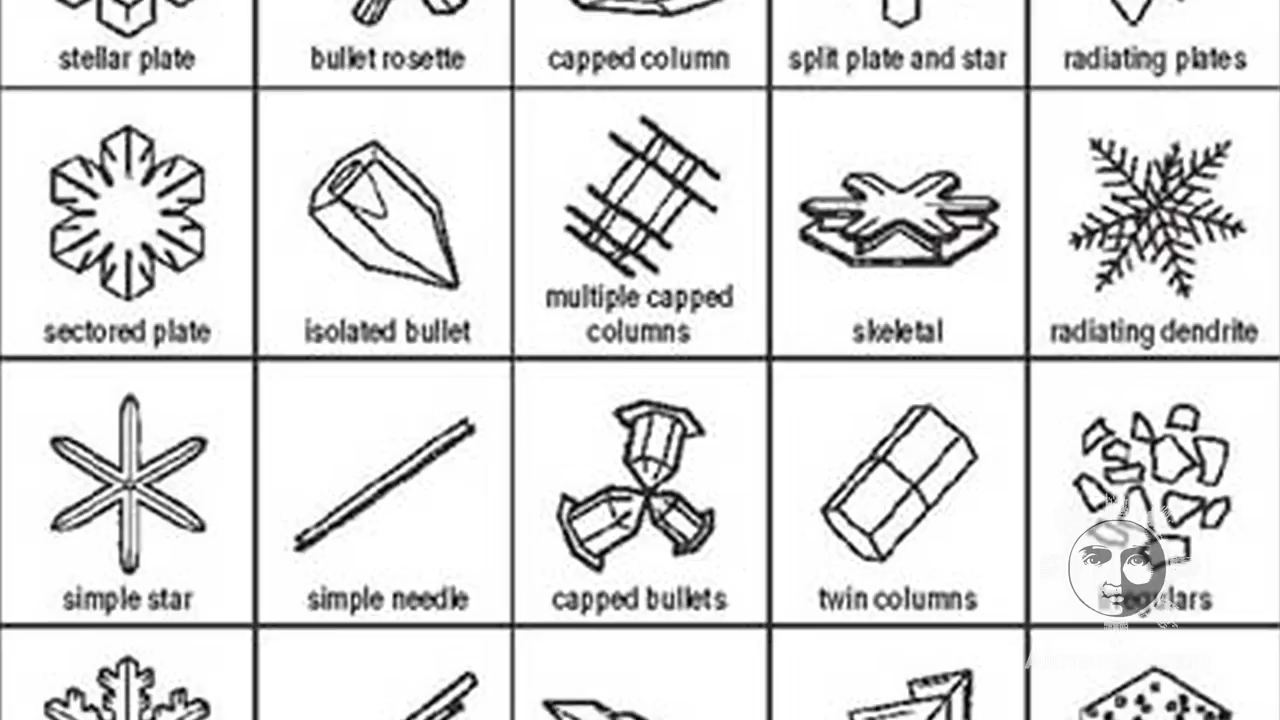 stellar plate
bullet rosette
capped column
split plate and star
radiating plates
sectored plate
isolated bullet
multiple capped
columns
skeletal
radiating dendrite
simple star
simple needle
capped bullets
twin columns
irregulars